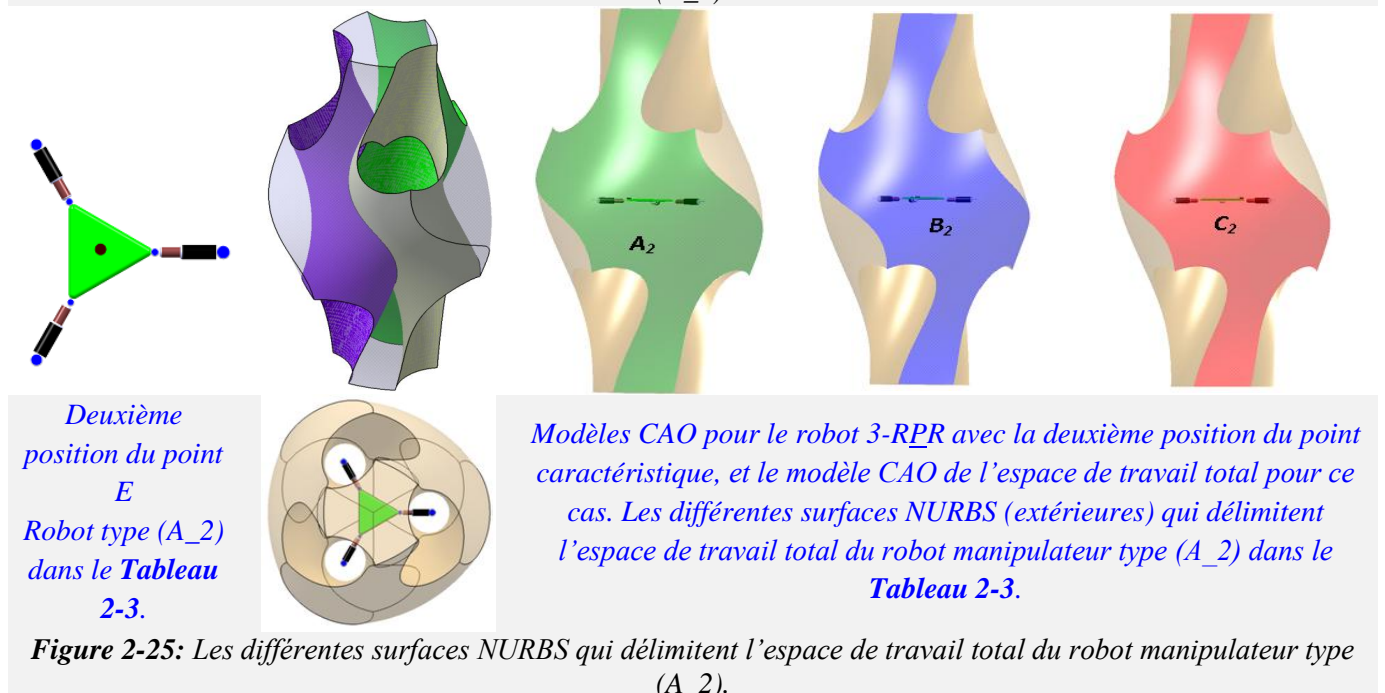 A₂
B₂
C₂
Deuxième
position du point
E
Robot type (A_2)
dans le Tableau
2-3.
Modèles CAO pour le robot 3-RPR avec la deuxième position du point
caractéristique, et le modèle CAO de l’espace de travail total pour ce
cas. Les différentes surfaces NURBS (extérieures) qui délimitent
l’espace de travail total du robot manipulateur type (A_2) dans le
Tableau 2-3.
Figure 2-25: Les différentes surfaces NURBS qui délimitent l’espace de travail total du robot manipulateur type
(A_2).